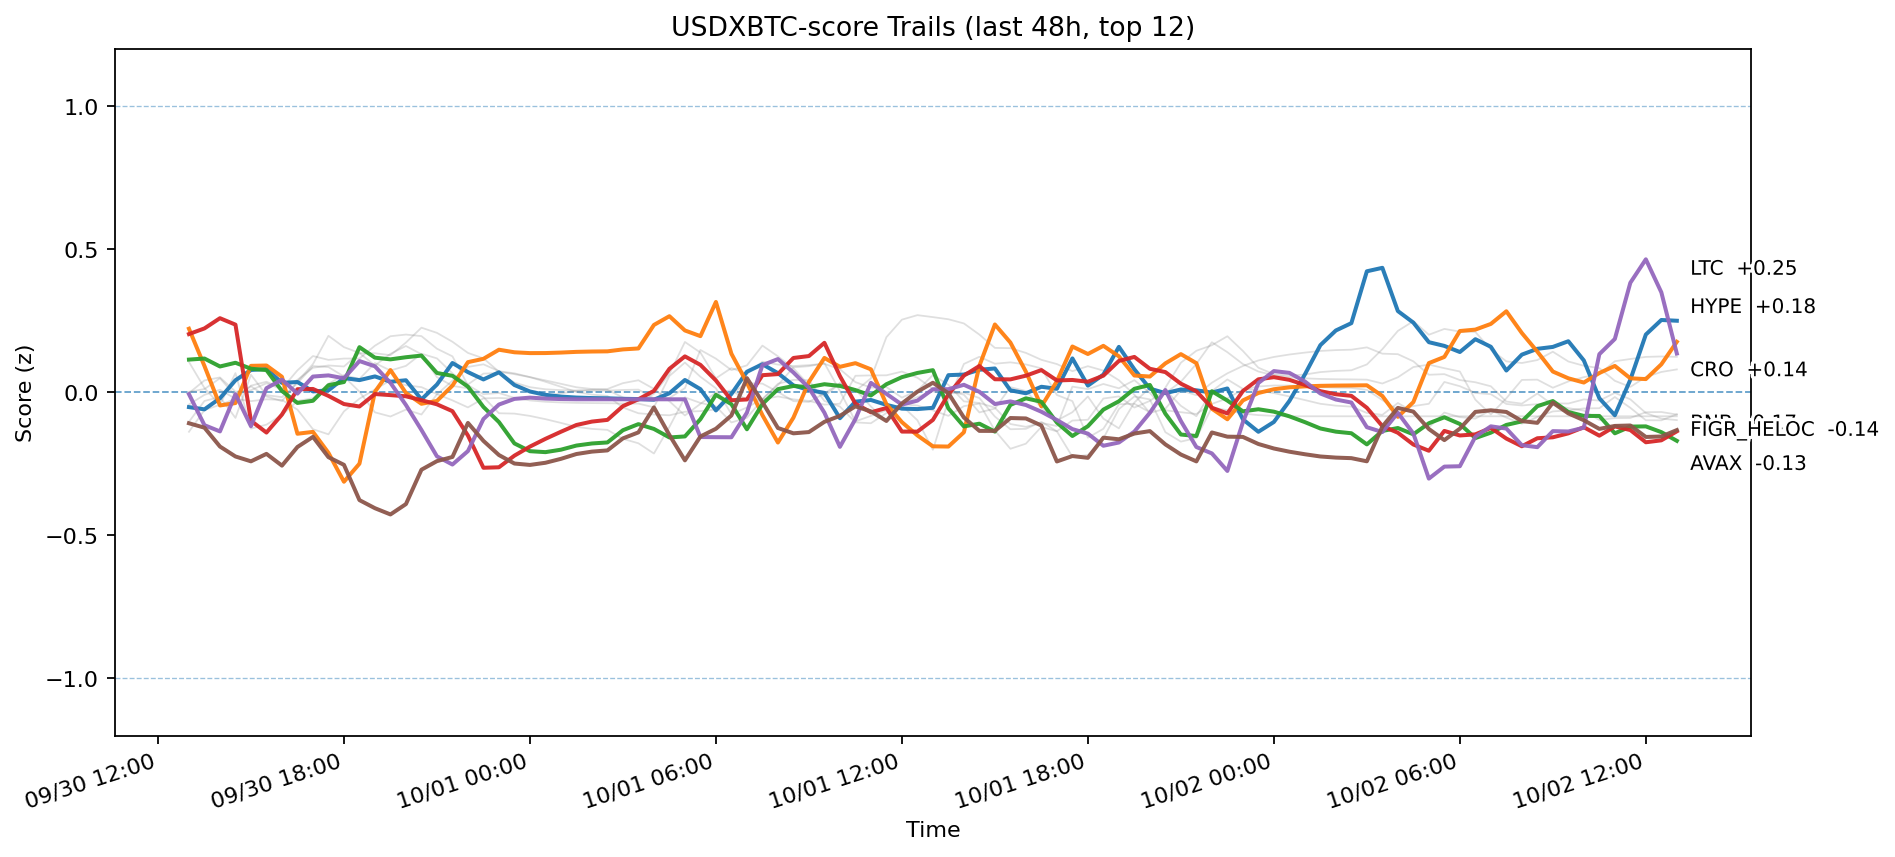 USDXBTC-score Trails (last 48h, top 12)
Score (z)
1.0
0.5
0.0
−0.5
−1.0
LTC +0.25
HYPE +0.18
CRO +0.14
FIGR_HELOC -0.14
AVAX -0.13
09/30 12:00
09/30 18:00
10/01 00:00
10/01 06:00
10/01 12:00
10/01 18:00
10/02 00:00
10/02 06:00
10/02 12:00
Time